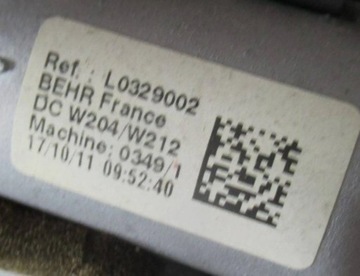 Ref. : L0329002
BEHR France
DC W204/W212
Machine: 0349/1
17/10/11 09:52:40